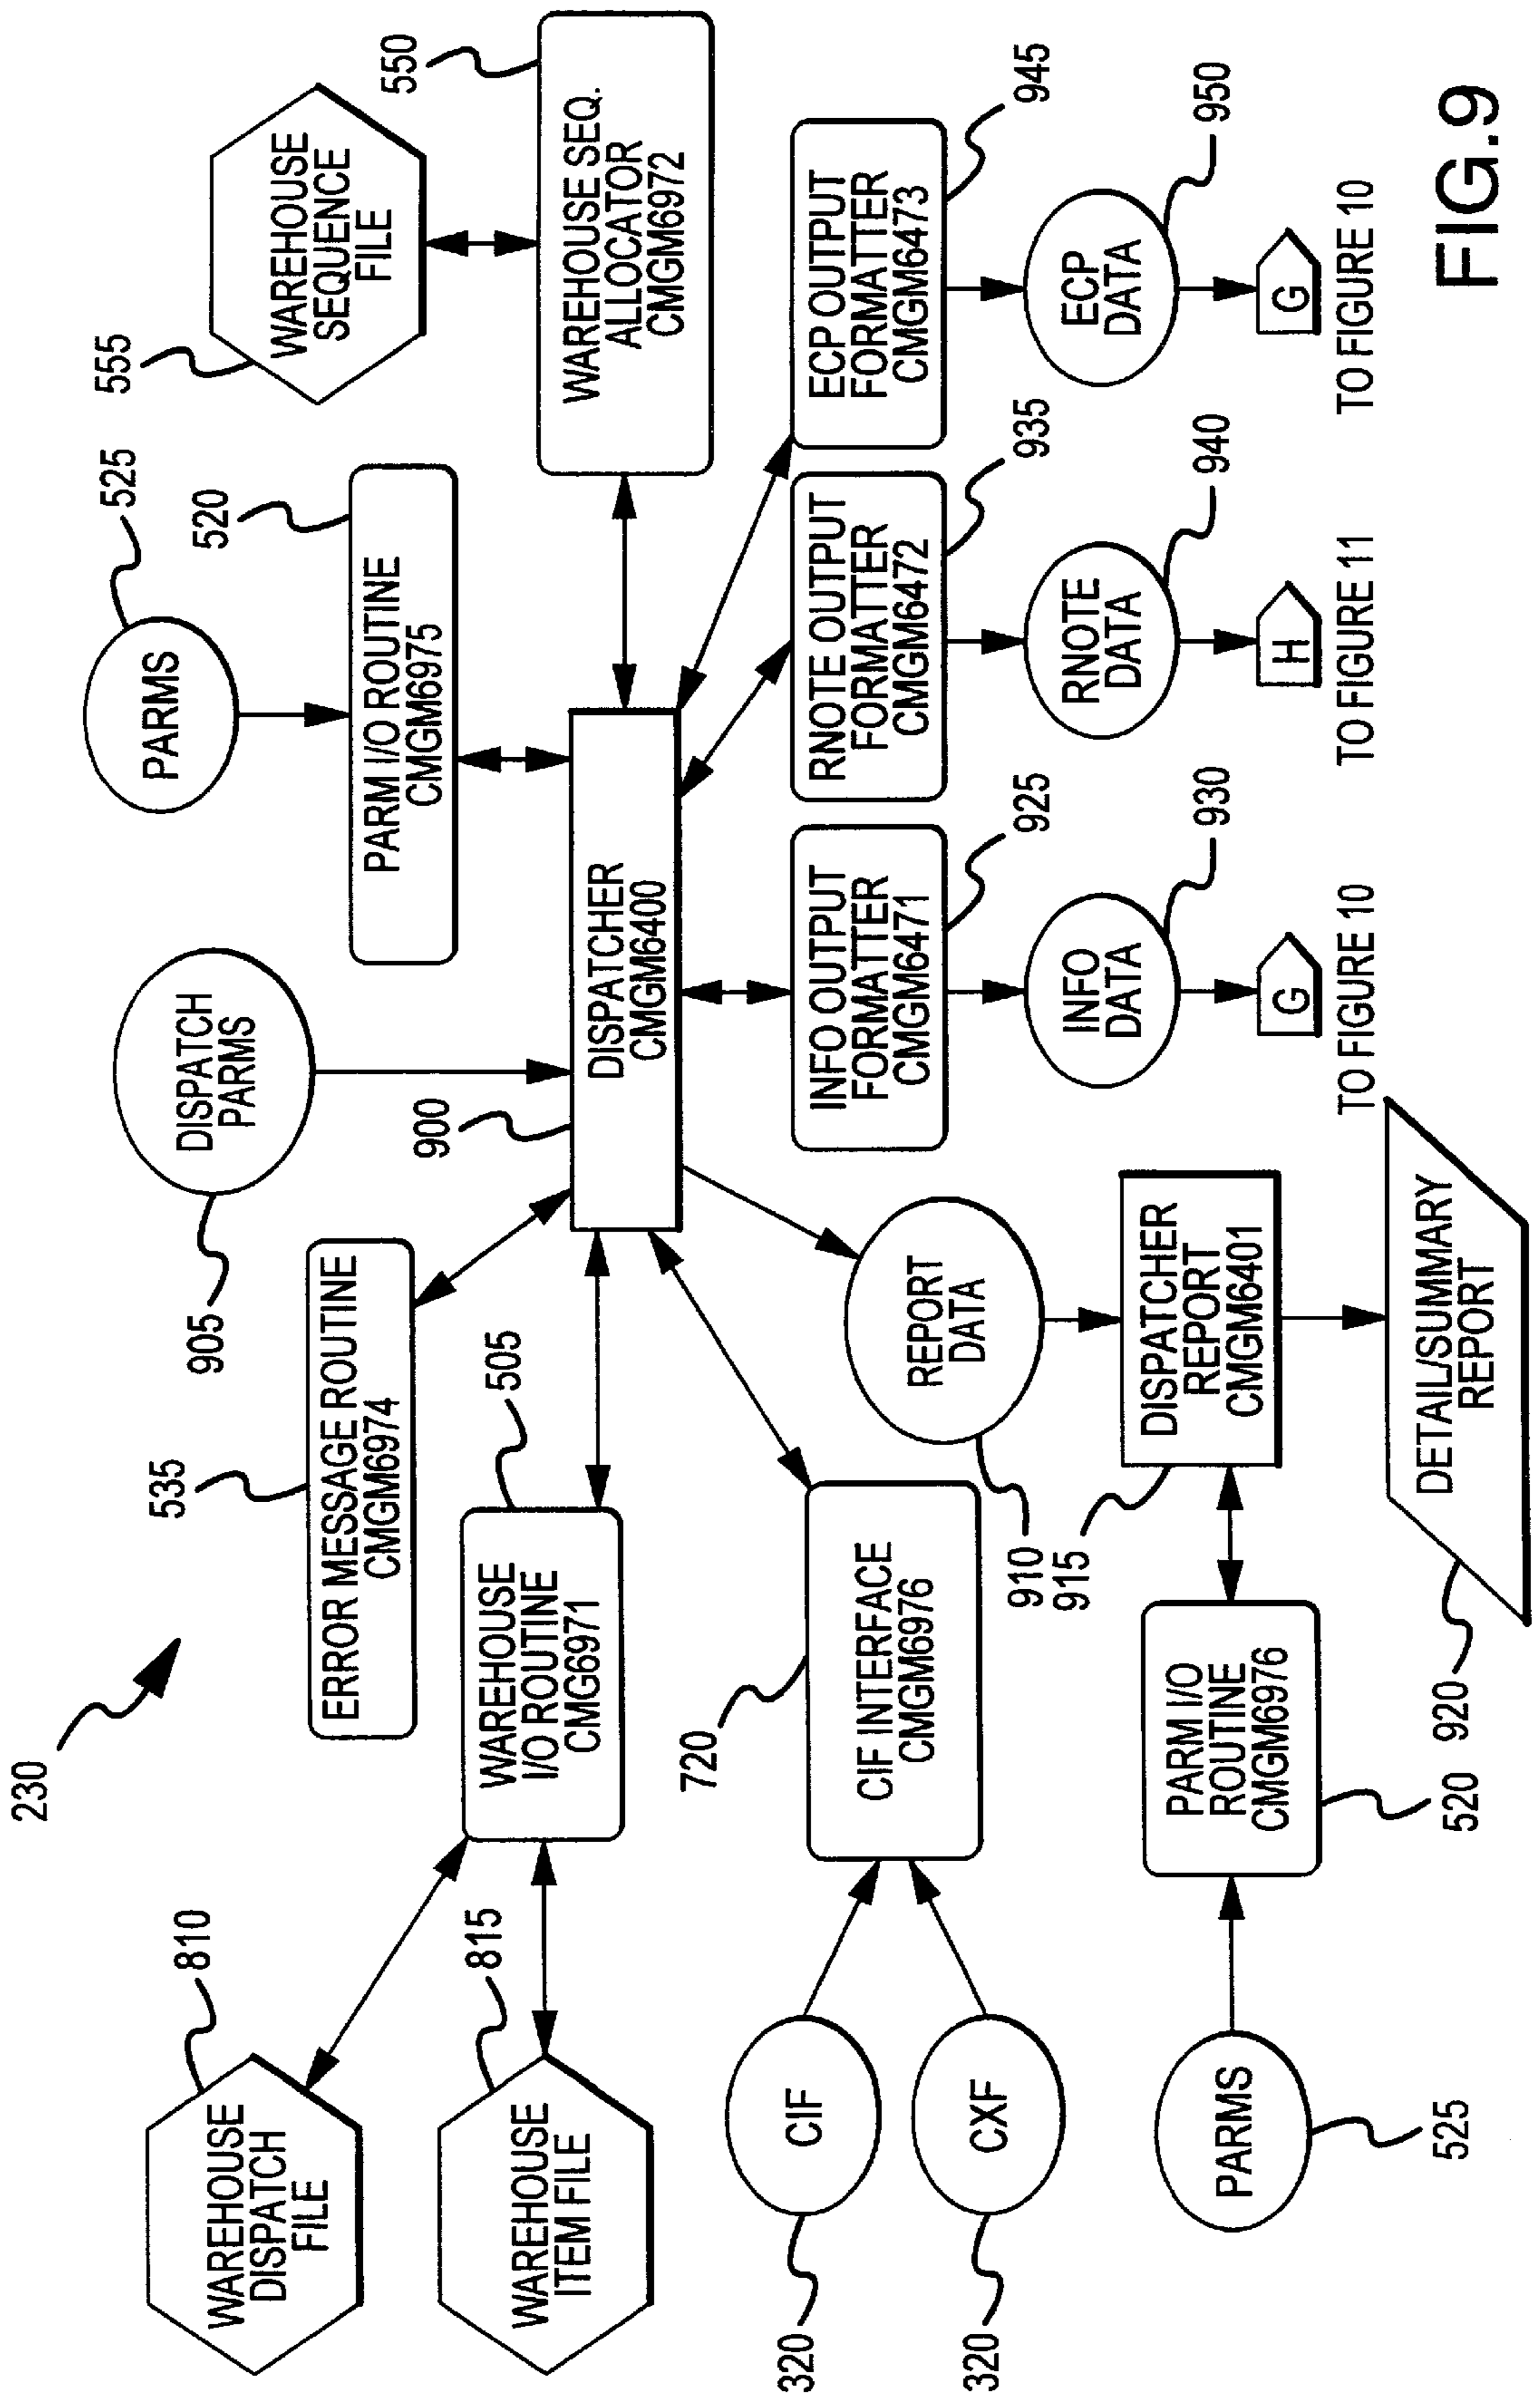 230
535
ERROR MESSAGE ROUTINE
CMGM6974
905
DISPATCH
PARMS
PARMS
525
520
PARM I/O ROUTINE
CMGM6975
555
WAREHOUSE
SEQUENCE
FILE
550
WAREHOUSE SEQ.
ALLOCATOR
CMGM6972
810
WAREHOUSE
DISPATCH
FILE
815
WAREHOUSE
ITEM FILE
505
WAREHOUSE
I/O ROUTINE
CMG6971
900
DISPATCHER
CMGM6400
720
CIF INTERFACE
CMGM6976
CIF
320
CXF
320
REPORT
DATA
910
915
DISPATCHER
REPORT
CMGM6401
PARM I/O
ROUTINE
CMGM6976
520
PARMS
525
DETAIL/SUMMARY
REPORT
920
INFO OUTPUT
FORMATTER
CMGM6471
925
INFO
DATA
930
G
TO FIGURE 10
RNOTE OUTPUT
FORMATTER
CMGM6472
935
RNOTE
DATA
940
H
TO FIGURE 11
ECP OUTPUT
FORMATTER
CMGM6473
945
ECP
DATA
950
G
TO FIGURE 10
FIG.9